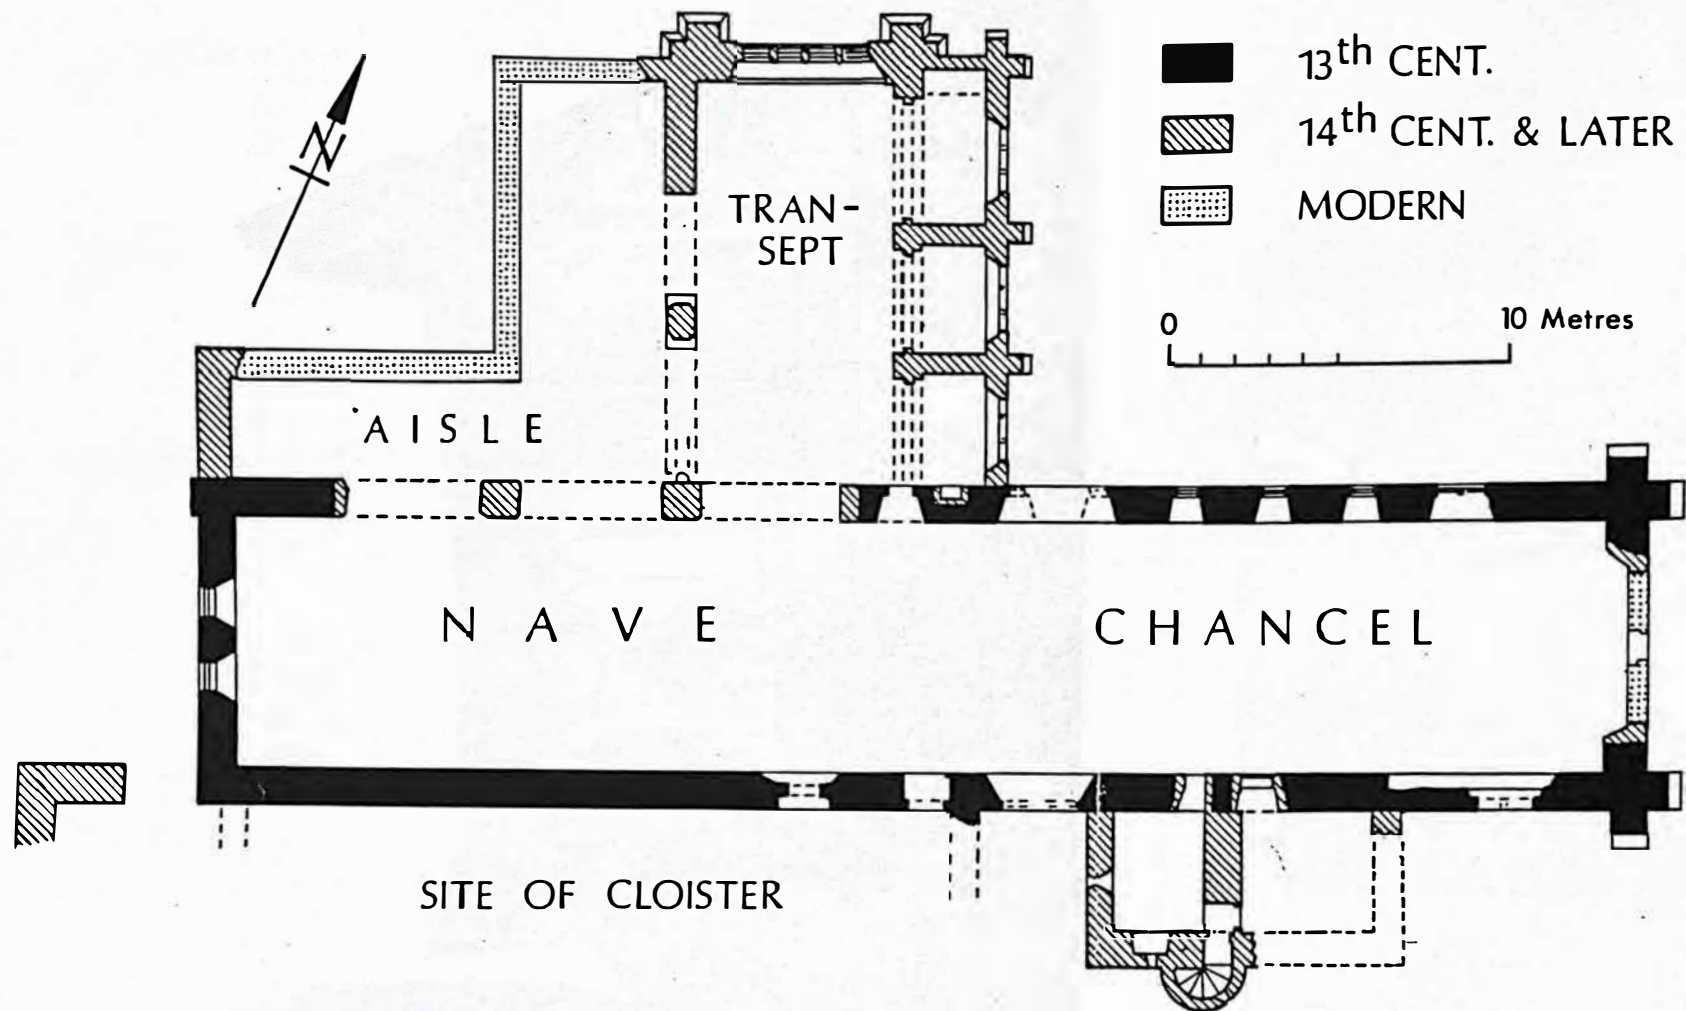 13th CENT.
14th CENT. & LATER
MODERN
0 10 Metres
N
TRAN-
SEPT
AISLE
NAVE
CHANCEL
SITE OF CLOISTER